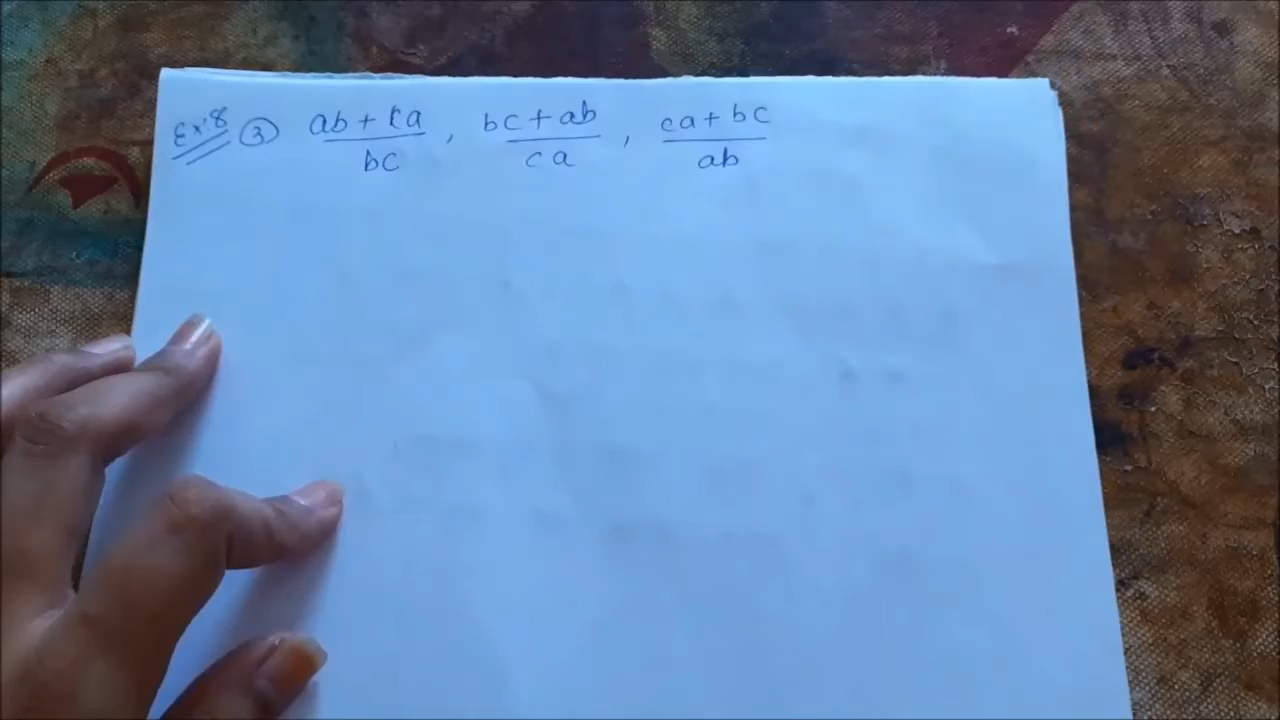 Ex:8 ③ (ab + ca)/bc , (bc + ab)/ca , (ca + bc)/ab